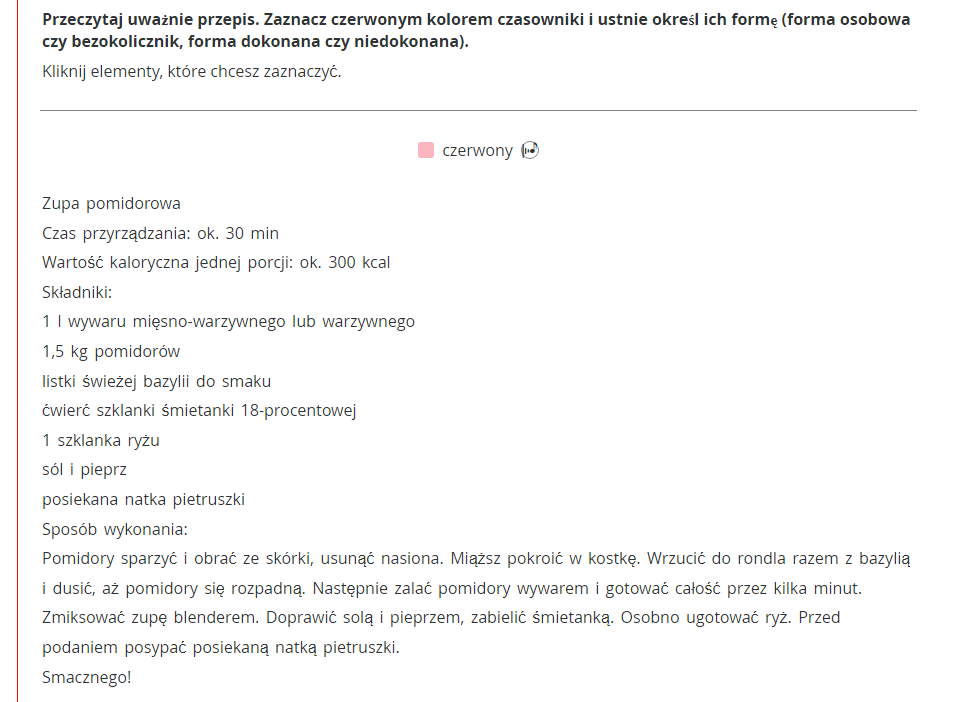 Przeczytaj uważnie przepis. Zaznacz czerwonym kolorem czasowniki i ustnie określ ich formę (forma osobowa
czy bezokolicznik, forma dokonana czy niedokonana).
Kliknij elementy, które chcesz zaznaczyć.
czerwony
Zupa pomidorowa
Czas przyrządzania: ok. 30 min
Wartość kaloryczna jednej porcji: ok. 300 kcal
Składniki:
1 l wywaru mięsno-warzywnego lub warzywnego
1,5 kg pomidorów
listki świeżej bazylii do smaku
ćwierć szklanki śmietanki 18-procentowej
1 szklanka ryżu
sól i pieprz
posiekana natka pietruszki
Sposób wykonania:
Pomidory sparzyć i obrać ze skórki, usunąć nasiona. Miąższ pokroić w kostkę. Wrzucić do rondla razem z bazylią
i dusić, aż pomidory się rozpadną. Następnie zalać pomidory wywarem i gotować całość przez kilka minut.
Zmiksować zupę blenderem. Doprawić solą i pieprzem, zabielić śmietanką. Osobno ugotować ryż. Przed
podaniem posypać posiekaną natką pietruszki.
Smacznego!